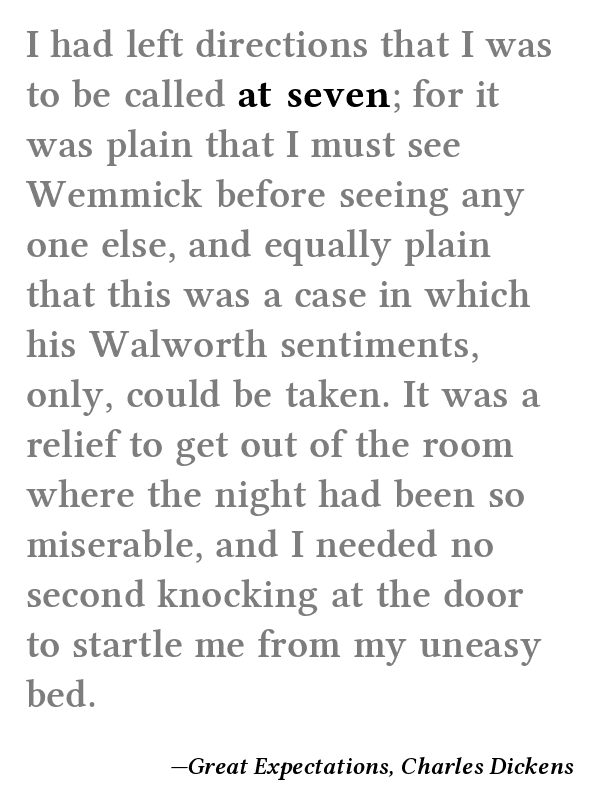 I had left directions that I was
to be called at seven; for it
was plain that I must see
Wemmick before seeing any
one else, and equally plain
that this was a case in which
his Walworth sentiments,
only, could be taken. It was a
relief to get out of the room
where the night had been so
miserable, and I needed no
second knocking at the door
to startle me from my uneasy
bed.
—Great Expectations, Charles Dickens